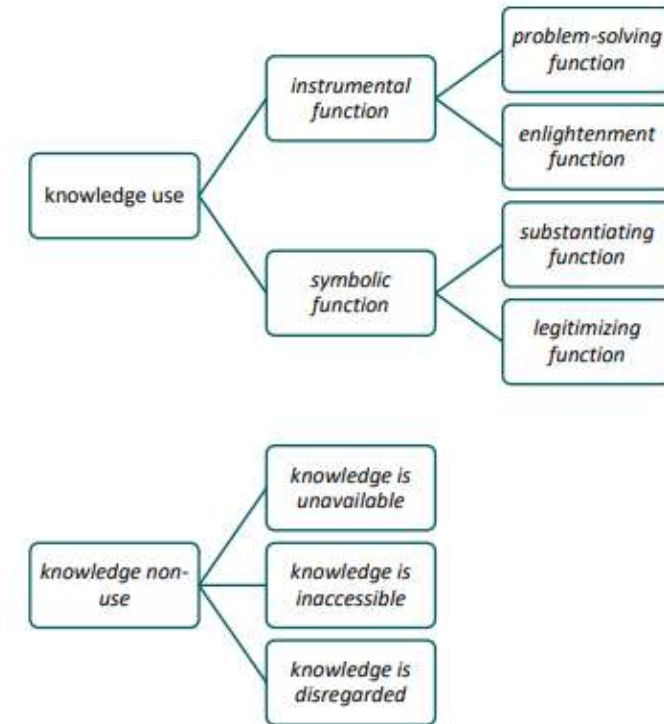 problem-solving
function
instrumental
function
enlightenment
function
knowledge use
substantiating
function
symbolic
function
legitimizing
function
knowledge is
unavailable
knowledge non-
use
knowledge is
inaccessible
knowledge is
disregarded